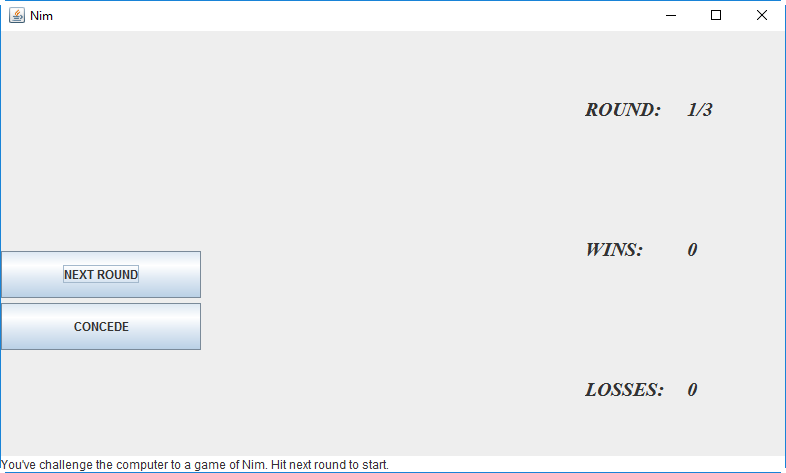 Nim
ROUND: 1/3
WINS: 0
NEXT ROUND
CONCEDE
LOSSES: 0
You've challenge the computer to a game of Nim. Hit next round to start.